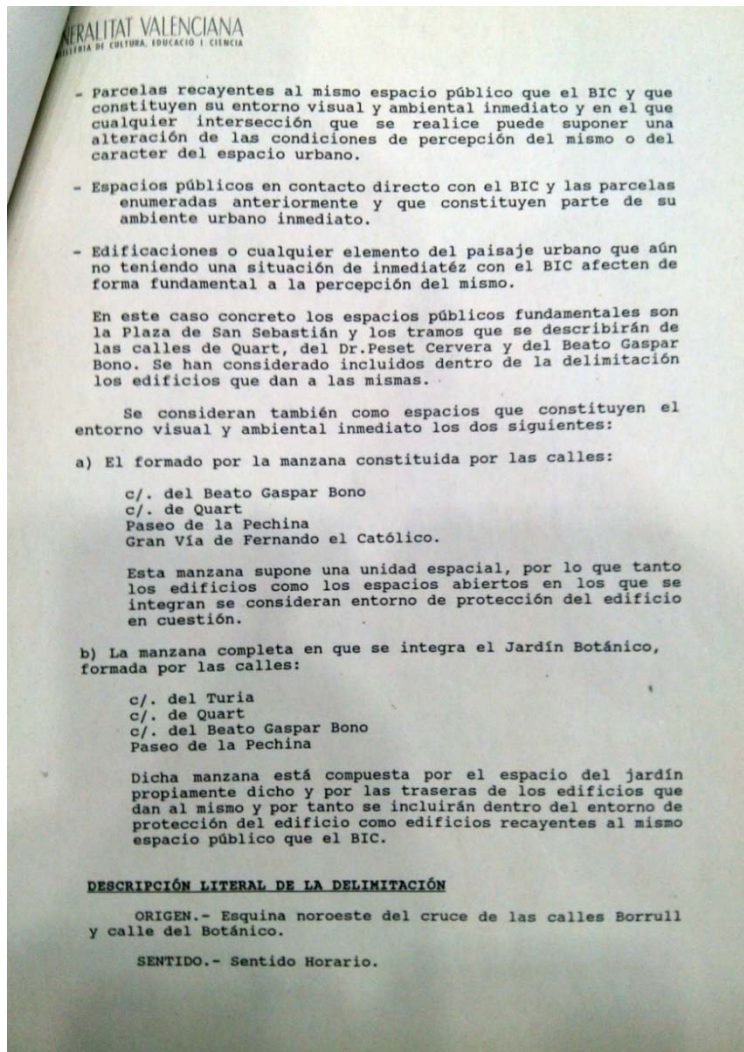 NERALITAT VALENCIANA
LLERIA DE CULTURA, EDUCACIÓ I CIENCIA
- Parcelas recayentes al mismo espacio público que el BIC y que
constituyen su entorno visual y ambiental inmediato y en el que
cualquier intersección que se realice puede suponer una
alteración de las condiciones de percepción del mismo o del
caracter del espacio urbano.
- Espacios públicos en contacto directo con el BIC y las parcelas
enumeradas anteriormente y que constituyen parte de su
ambiente urbano inmediato.
- Edificaciones o cualquier elemento del paisaje urbano que aún
no teniendo una situación de inmediatéz con el BIC afecten de
forma fundamental a la percepción del mismo.
En este caso concreto los espacios públicos fundamentales son
la Plaza de San Sebastián y los tramos que se describirán de
las calles de Quart, del Dr.Peset Cervera y del Beato Gaspar
Bono. Se han considerado incluidos dentro de la delimitación
los edificios que dan a las mismas.
Se consideran también como espacios que constituyen el
entorno visual y ambiental inmediato los dos siguientes:
a) El formado por la manzana constituida por las calles:
c/. del Beato Gaspar Bono
c/. de Quart
Paseo de la Pechina
Gran Vía de Fernando el Católico.
Esta manzana supone una unidad espacial, por lo que tanto
los edificios como los espacios abiertos en los que se
integran se consideran entorno de protección del edificio
en cuestión.
b) La manzana completa en que se integra el Jardín Botánico,
formada por las calles:
c/. del Turia
c/. de Quart
c/. del Beato Gaspar Bono
Paseo de la Pechina
Dicha manzana está compuesta por el espacio del jardín
propiamente dicho y por las traseras de los edificios que
dan al mismo y por tanto se incluirán dentro del entorno de
protección del edificio como edificios recayentes al mismo
espacio público que el BIC.
DESCRIPCIÓN LITERAL DE LA DELIMITACIÓN
ORIGEN.- Esquina noroeste del cruce de las calles Borrull
y calle del Botánico.
SENTIDO.- Sentido Horario.